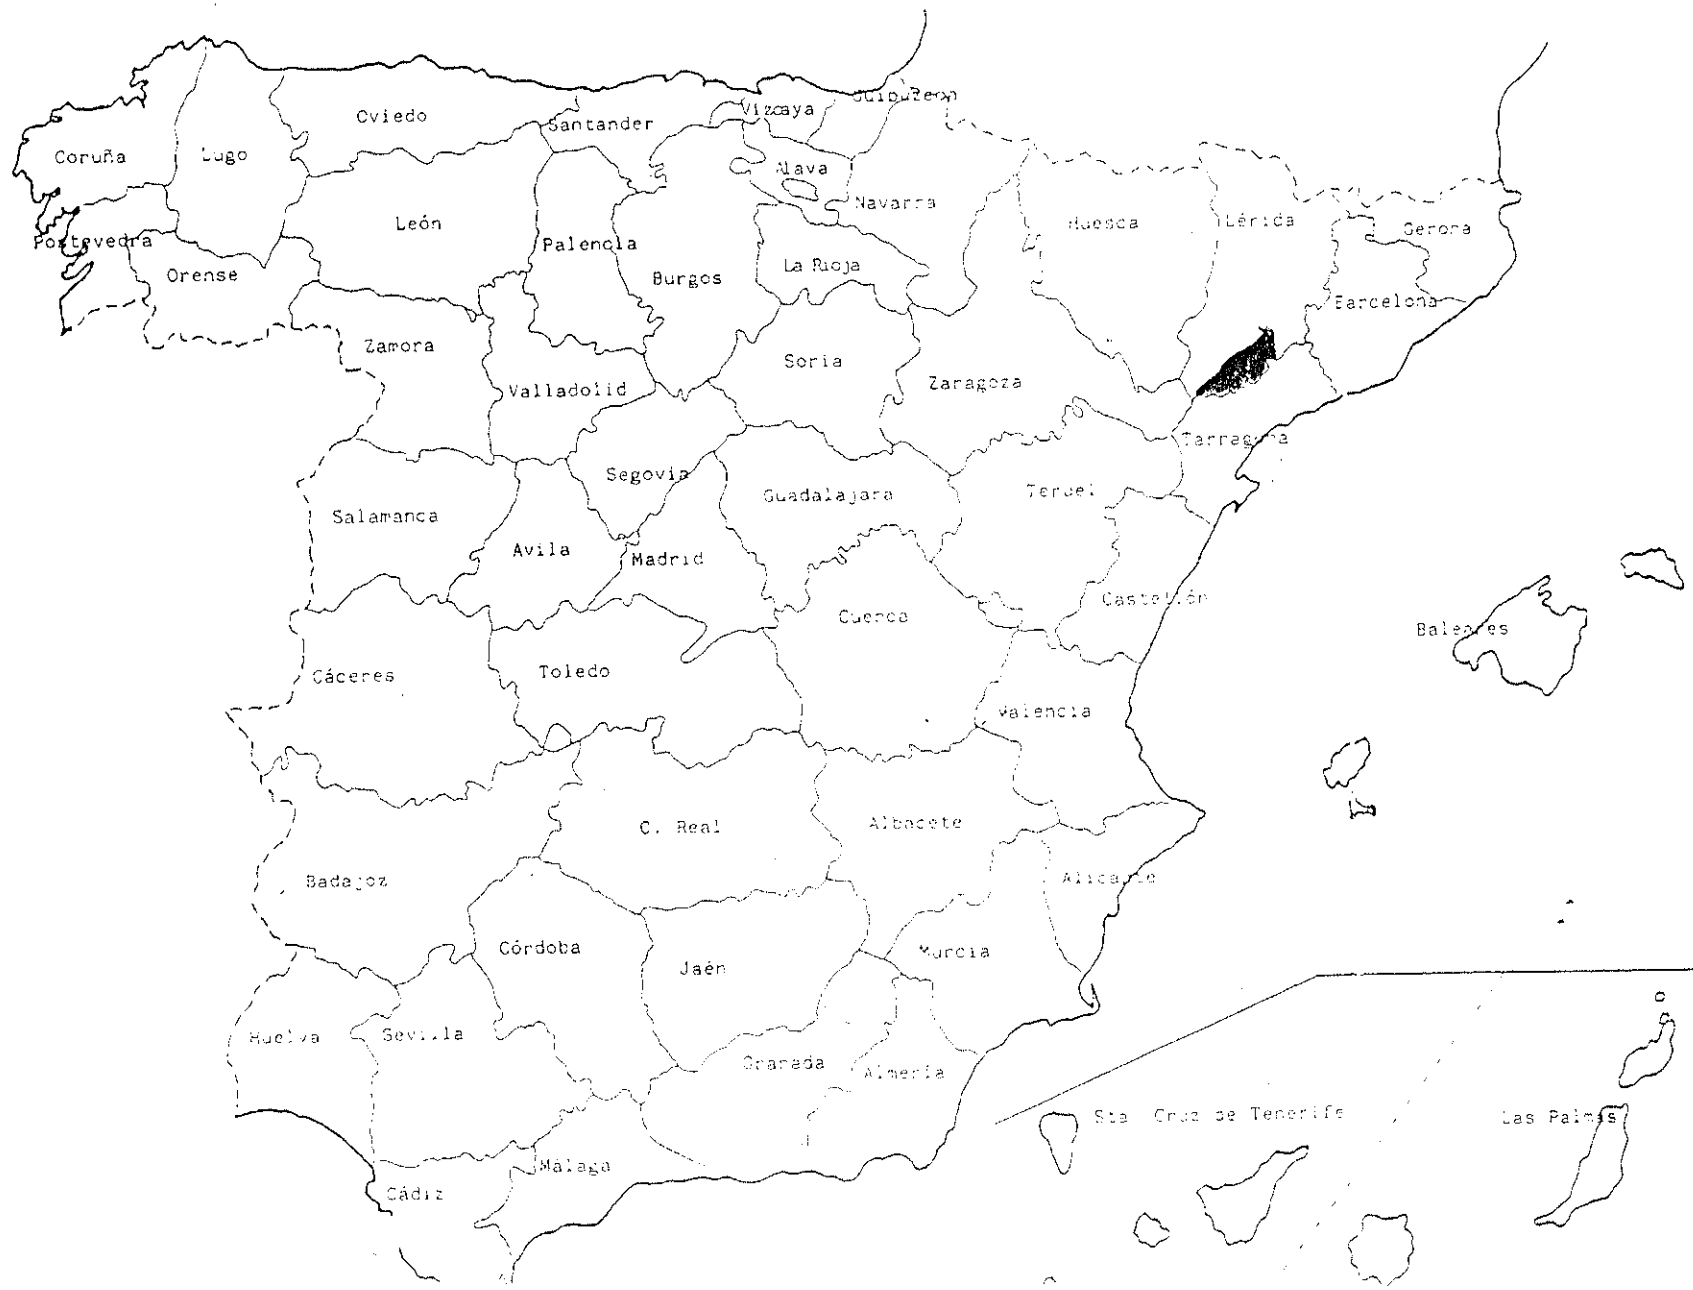 Oviedo
Santander
Vizcaya
Guipuzcoa
Coruña
Lugo
Alava
Navarra
León
Huesca
Lérida
Gerona
Pontevedra
Palencia
Orense
Burgos
La Rioja
Barcelona
Zamora
Soria
Zaragoza
Valladolid
Tarragona
Segovia
Guadalajara
Teruel
Salamanca
Avila
Madrid
Castellón
Cuenca
Baleares
Cáceres
Toledo
Valencia
C. Real
Albacete
Badajoz
Alicante
Córdoba
Jaén
Murcia
Huelva
Sevilla
Granada
Almería
Sta Cruz de Tenerife
Las Palmas
Málaga
Cádiz